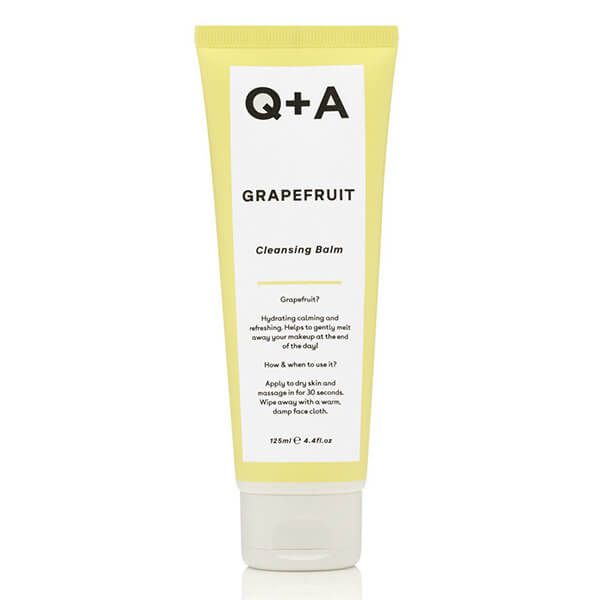 Q+A
GRAPEFRUIT
Cleansing Balm
Grapefruit?
Hydrating calming and
refreshing. Helps to gently melt
away your makeup at the end
of the day!
How & when to use it?
Apply to dry skin and
massage in for 30 seconds.
Wipe away with a warm,
damp face cloth.
125ml ℮ 4.4fl.oz